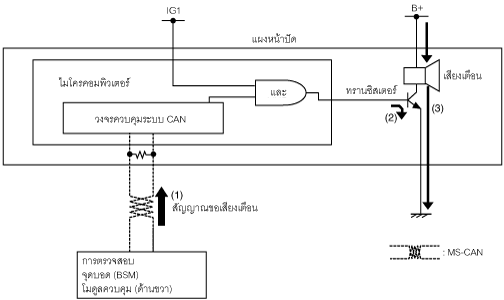 IG1
B+
แผงหน้าปัด
ไมโครคอมพิวเตอร์
และ
ทรานซิสเตอร์
เสียงเตือน
วงจรควบคุมระบบ CAN
(2)
(3)
(1)
สัญญาณขอเสียงเตือน
การตรวจสอบ
จุดบอด (BSM)
โมดูลควบคุม (ด้านขวา)
: MS-CAN